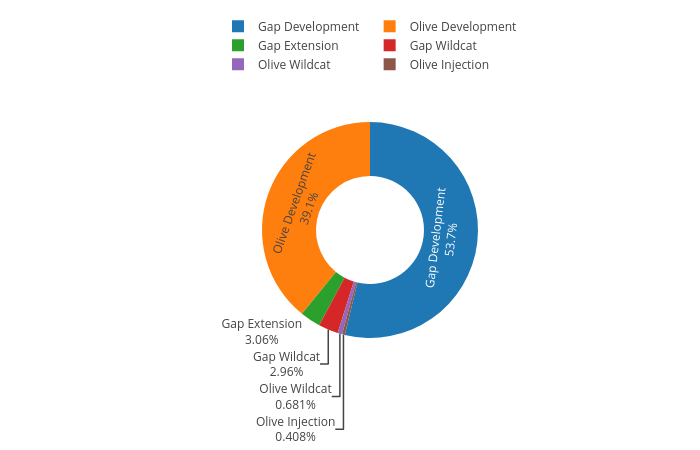 Gap Development
Olive Development
Gap Extension
Gap Wildcat
Olive Wildcat
Olive Injection
Olive Development
39.1%
Gap Development
53.7%
Gap Extension
3.06%
Gap Wildcat
2.96%
Olive Wildcat
0.681%
Olive Injection
0.408%